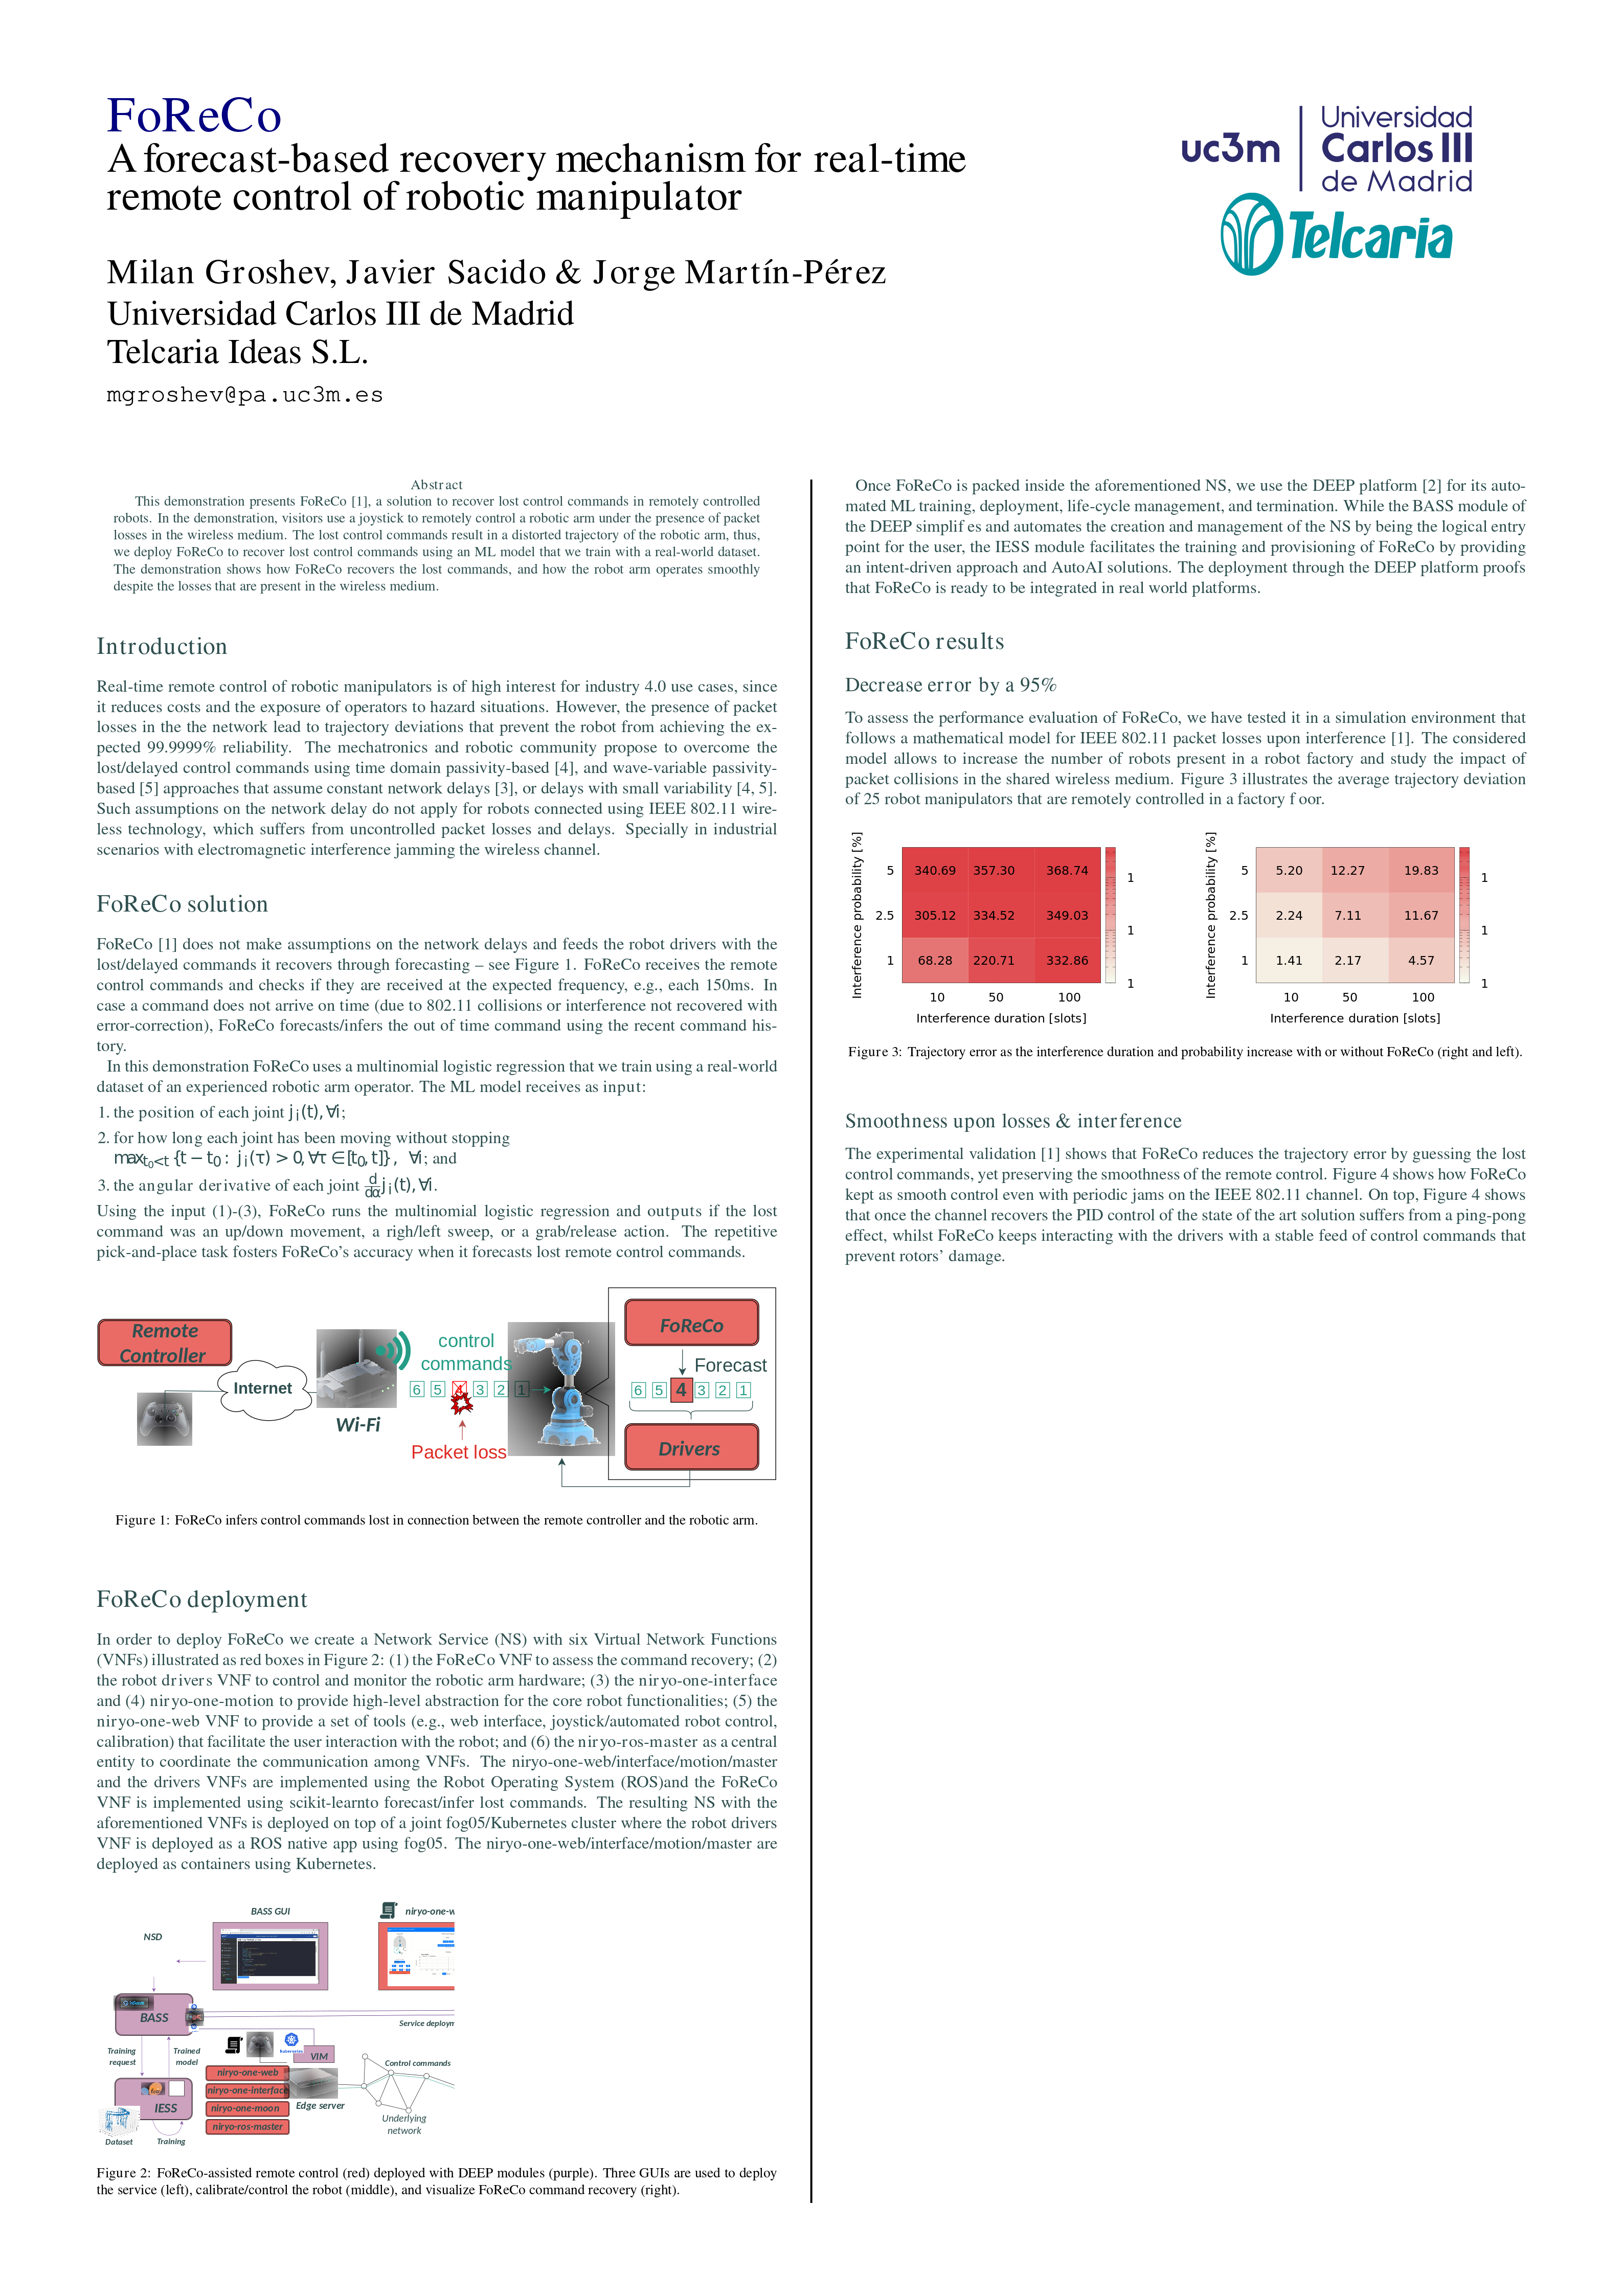 FoReCo
A forecast-based recovery mechanism for real-time
remote control of robotic manipulator
Milan Groshev, Javier Sacido & Jorge Martín-Pérez
Universidad Carlos III de Madrid
Telcaria Ideas S.L.
mgroshev@pa.uc3m.es
uc3m
Universidad
Carlos III
de Madrid
Telcaria
Abstract
This demonstration presents FoReCo [1], a solution to recover lost control commands in remotely controlled
robots. In the demonstration, visitors use a joystick to remotely control a robotic arm under the presence of packet
losses in the wireless medium. The lost control commands result in a distorted trajectory of the robotic arm, thus,
we deploy FoReCo to recover lost control commands using an ML model that we train with a real-world dataset.
The demonstration shows how FoReCo recovers the lost commands, and how the robot arm operates smoothly
despite the losses that are present in the wireless medium.
Introduction
Real-time remote control of robotic manipulators is of high interest for industry 4.0 use cases, since
it reduces costs and the exposure of operators to hazard situations. However, the presence of packet
losses in the the network lead to trajectory deviations that prevent the robot from achieving the ex-
pected 99.9999% reliability. The mechatronics and robotic community propose to overcome the
lost/delayed control commands using time domain passivity-based [4], and wave-variable passivity-
based [5] approaches that assume constant network delays [3], or delays with small variability [4, 5].
Such assumptions on the network delay do not apply for robots connected using IEEE 802.11 wire-
less technology, which suffers from uncontrolled packet losses and delays. Specially in industrial
scenarios with electromagnetic interference jamming the wireless channel.
FoReCo solution
FoReCo [1] does not make assumptions on the network delays and feeds the robot drivers with the
lost/delayed commands it recovers through forecasting – see Figure 1. FoReCo receives the remote
control commands and checks if they are received at the expected frequency, e.g., each 150ms. In
case a command does not arrive on time (due to 802.11 collisions or interference not recovered with
error-correction), FoReCo forecasts/infers the out of time command using the recent command his-
tory.
In this demonstration FoReCo uses a multinomial logistic regression that we train using a real-world
dataset of an experienced robotic arm operator. The ML model receives as input:
1. the position of each joint j_i(t), ∀i;
2. for how long each joint has been moving without stopping
max_{t_0<t} {t − t_0 : j_i(τ) > 0, ∀τ ∈ [t_0, t]}, ∀i; and
3. the angular derivative of each joint d/dα j_i(t), ∀i.
Using the input (1)-(3), FoReCo runs the multinomial logistic regression and outputs if the lost
command was an up/down movement, a righ/left sweep, or a grab/release action. The repetitive
pick-and-place task fosters FoReCo's accuracy when it forecasts lost remote control commands.
Remote
Controller
Internet
Wi-Fi
control
commands
6 5 4 3 2 1
Packet loss
FoReCo
Forecast
6 5 4 3 2 1
Drivers
Figure 1: FoReCo infers control commands lost in connection between the remote controller and the robotic arm.
FoReCo deployment
In order to deploy FoReCo we create a Network Service (NS) with six Virtual Network Functions
(VNFs) illustrated as red boxes in Figure 2: (1) the FoReCo VNF to assess the command recovery; (2)
the robot drivers VNF to control and monitor the robotic arm hardware; (3) the niryo-one-interface
and (4) niryo-one-motion to provide high-level abstraction for the core robot functionalities; (5) the
niryo-one-web VNF to provide a set of tools (e.g., web interface, joystick/automated robot control,
calibration) that facilitate the user interaction with the robot; and (6) the niryo-ros-master as a central
entity to coordinate the communication among VNFs. The niryo-one-web/interface/motion/master
and the drivers VNFs are implemented using the Robot Operating System (ROS)and the FoReCo
VNF is implemented using scikit-learnto forecast/infer lost commands. The resulting NS with the
aforementioned VNFs is deployed on top of a joint fog05/Kubernetes cluster where the robot drivers
VNF is deployed as a ROS native app using fog05. The niryo-one-web/interface/motion/master are
deployed as containers using Kubernetes.
BASS GUI
niryo-one-w
NSD
BASS
Service deploym
Training
request
Trained
model
kubernetes
VIM
Control commands
niryo-one-web
niryo-one-interface
niryo-one-moon
niryo-ros-master
IESS
Edge server
Underlying
network
Dataset
Training
Figure 2: FoReCo-assisted remote control (red) deployed with DEEP modules (purple). Three GUIs are used to deploy
the service (left), calibrate/control the robot (middle), and visualize FoReCo command recovery (right).
Once FoReCo is packed inside the aforementioned NS, we use the DEEP platform [2] for its auto-
mated ML training, deployment, life-cycle management, and termination. While the BASS module of
the DEEP simplif es and automates the creation and management of the NS by being the logical entry
point for the user, the IESS module facilitates the training and provisioning of FoReCo by providing
an intent-driven approach and AutoAI solutions. The deployment through the DEEP platform proofs
that FoReCo is ready to be integrated in real world platforms.
FoReCo results
Decrease error by a 95%
To assess the performance evaluation of FoReCo, we have tested it in a simulation environment that
follows a mathematical model for IEEE 802.11 packet losses upon interference [1]. The considered
model allows to increase the number of robots present in a robot factory and study the impact of
packet collisions in the shared wireless medium. Figure 3 illustrates the average trajectory deviation
of 25 robot manipulators that are remotely controlled in a factory f oor.
Interference probability [%]
5 340.69 357.30 368.74 1
2.5 305.12 334.52 349.03 1
1 68.28 220.71 332.86 1
10 50 100
Interference duration [slots]
Interference probability [%]
5 5.20 12.27 19.83 1
2.5 2.24 7.11 11.67 1
1 1.41 2.17 4.57 1
10 50 100
Interference duration [slots]
Figure 3: Trajectory error as the interference duration and probability increase with or without FoReCo (right and left).
Smoothness upon losses & interference
The experimental validation [1] shows that FoReCo reduces the trajectory error by guessing the lost
control commands, yet preserving the smoothness of the remote control. Figure 4 shows how FoReCo
kept as smooth control even with periodic jams on the IEEE 802.11 channel. On top, Figure 4 shows
that once the channel recovers the PID control of the state of the art solution suffers from a ping-pong
effect, whilst FoReCo keeps interacting with the drivers with a stable feed of control commands that
prevent rotors' damage.